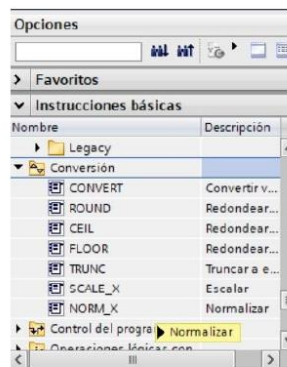 Opciones
Favoritos
Instrucciones básicas
Nombre Descripción
Legacy
Conversión
CONVERT Convertir v...
ROUND Redondear...
CEIL Redondear...
FLOOR Redondear...
TRUNC Truncar a e...
SCALE_X Escalar
NORM_X Normalizar
Control del progra
Normalizar
Operaciones lógicas con